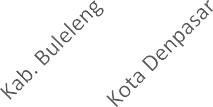 Kab. Buleleng
Kota Denpasar